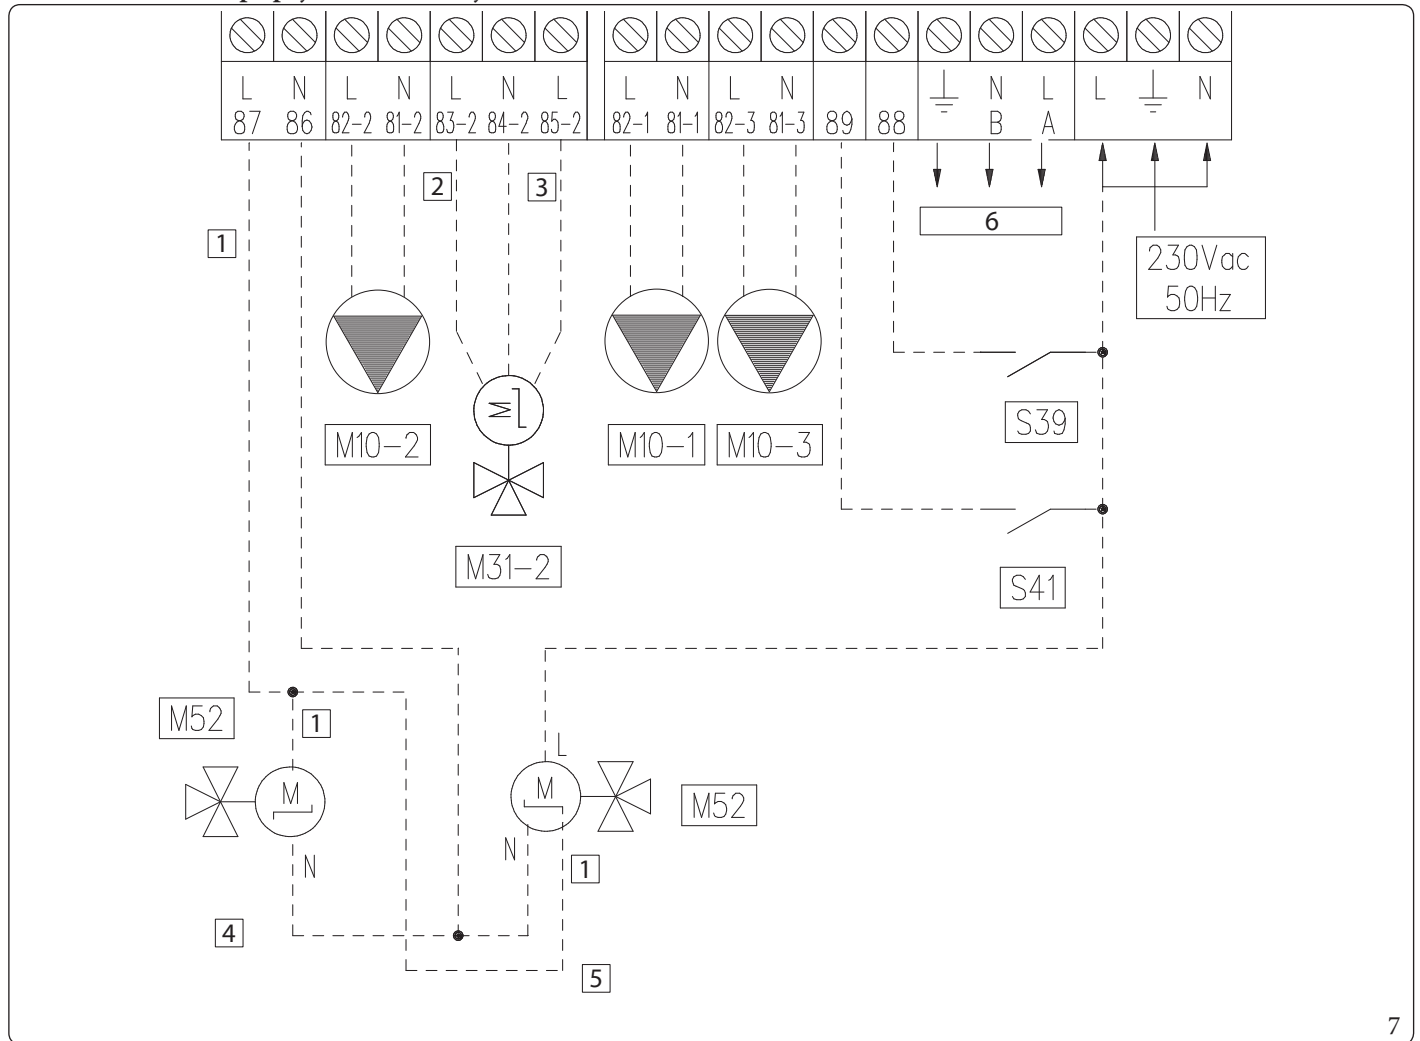 L N L N L N L L N L N N L L N
87 86 82-2 81-2 83-2 84-2 85-2 82-1 81-1 82-3 81-3 89 88 B A
2 3
1
6
230Vac
50Hz
S39
M10-2 M10-1 M10-3
M
M31-2
S41
M52
1
L
M M
M52
N N
1
4
5
7